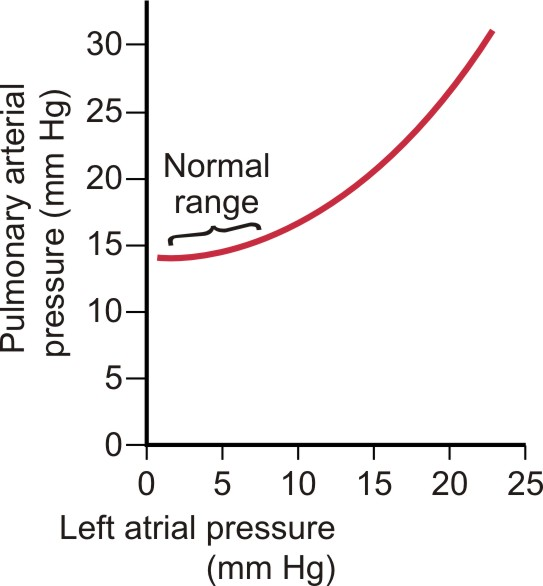 Pulmonary arterial
pressure (mm Hg)
30
25
20
15
10
5
0
Normal
range
0 5 10 15 20 25
Left atrial pressure
(mm Hg)